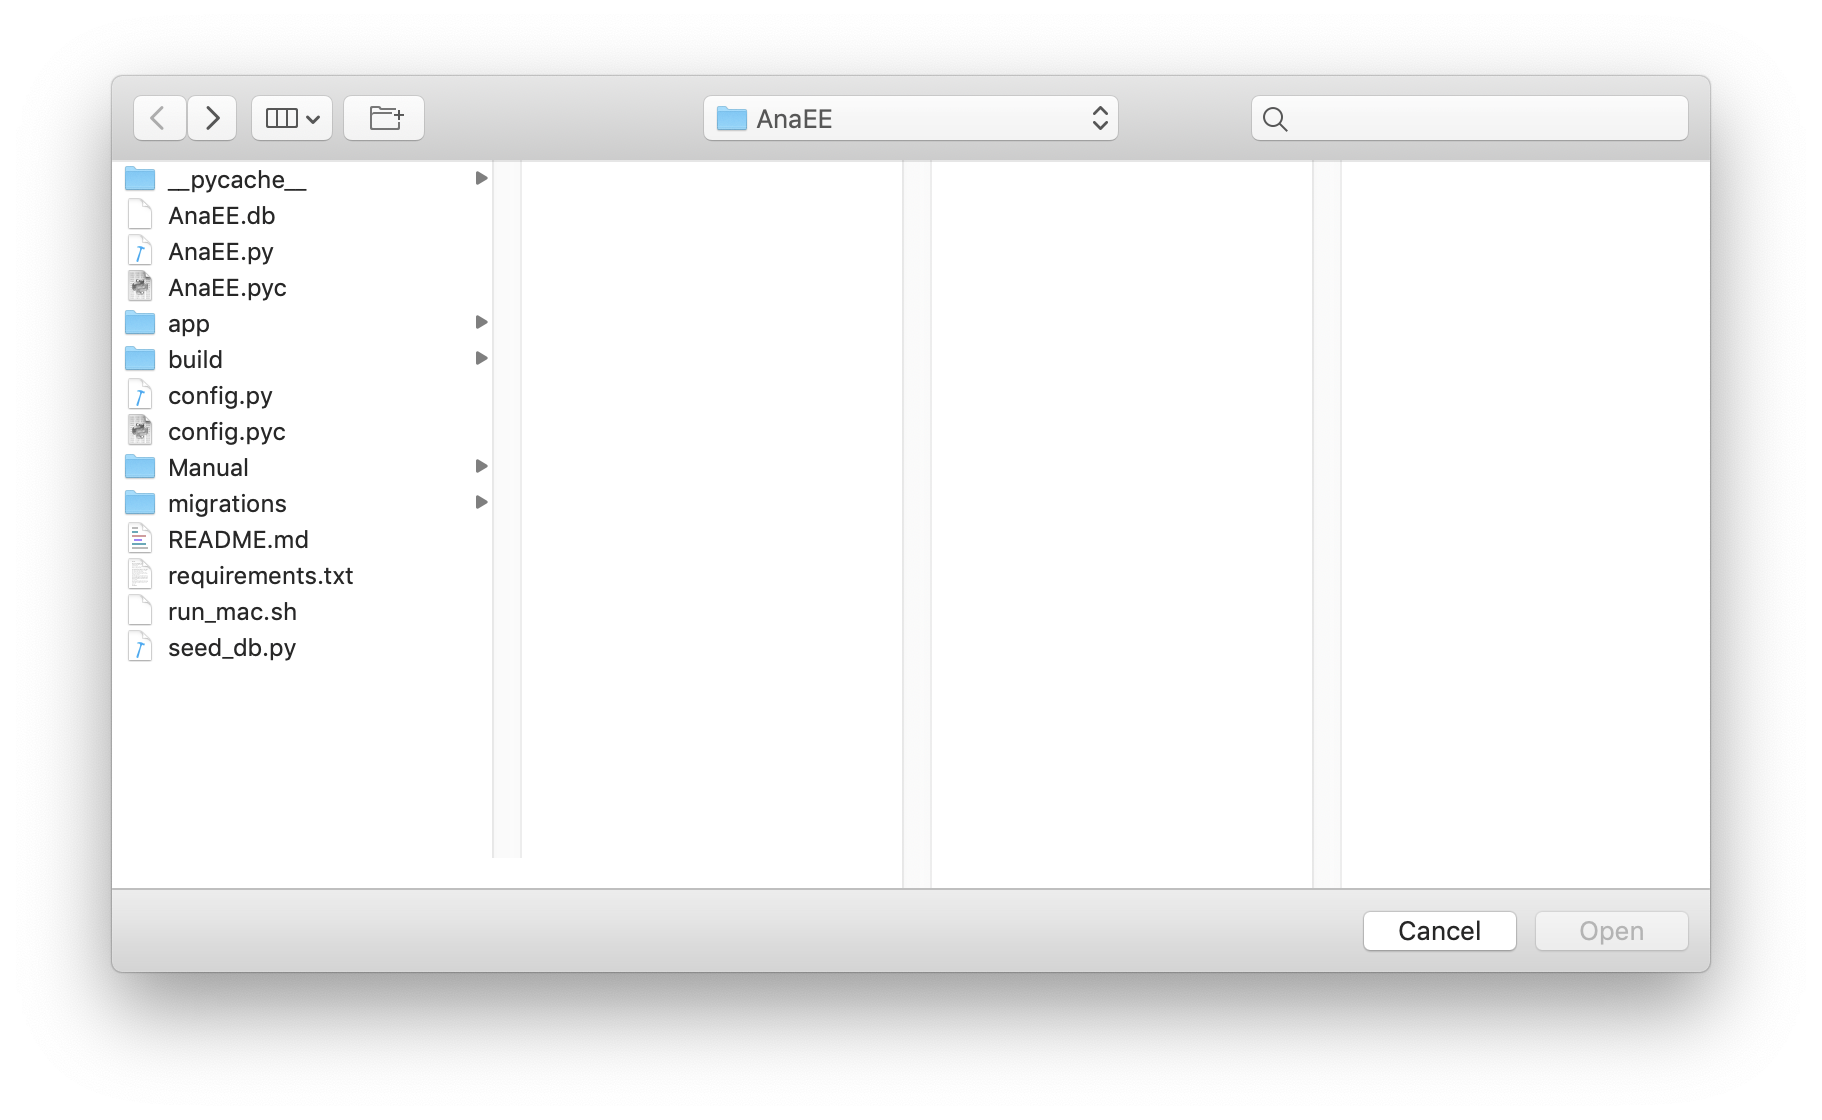 AnaEE
__pycache__
AnaEE.db
AnaEE.py
AnaEE.pyc
app
build
config.py
config.pyc
Manual
migrations
README.md
requirements.txt
run_mac.sh
seed_db.py
Cancel Open